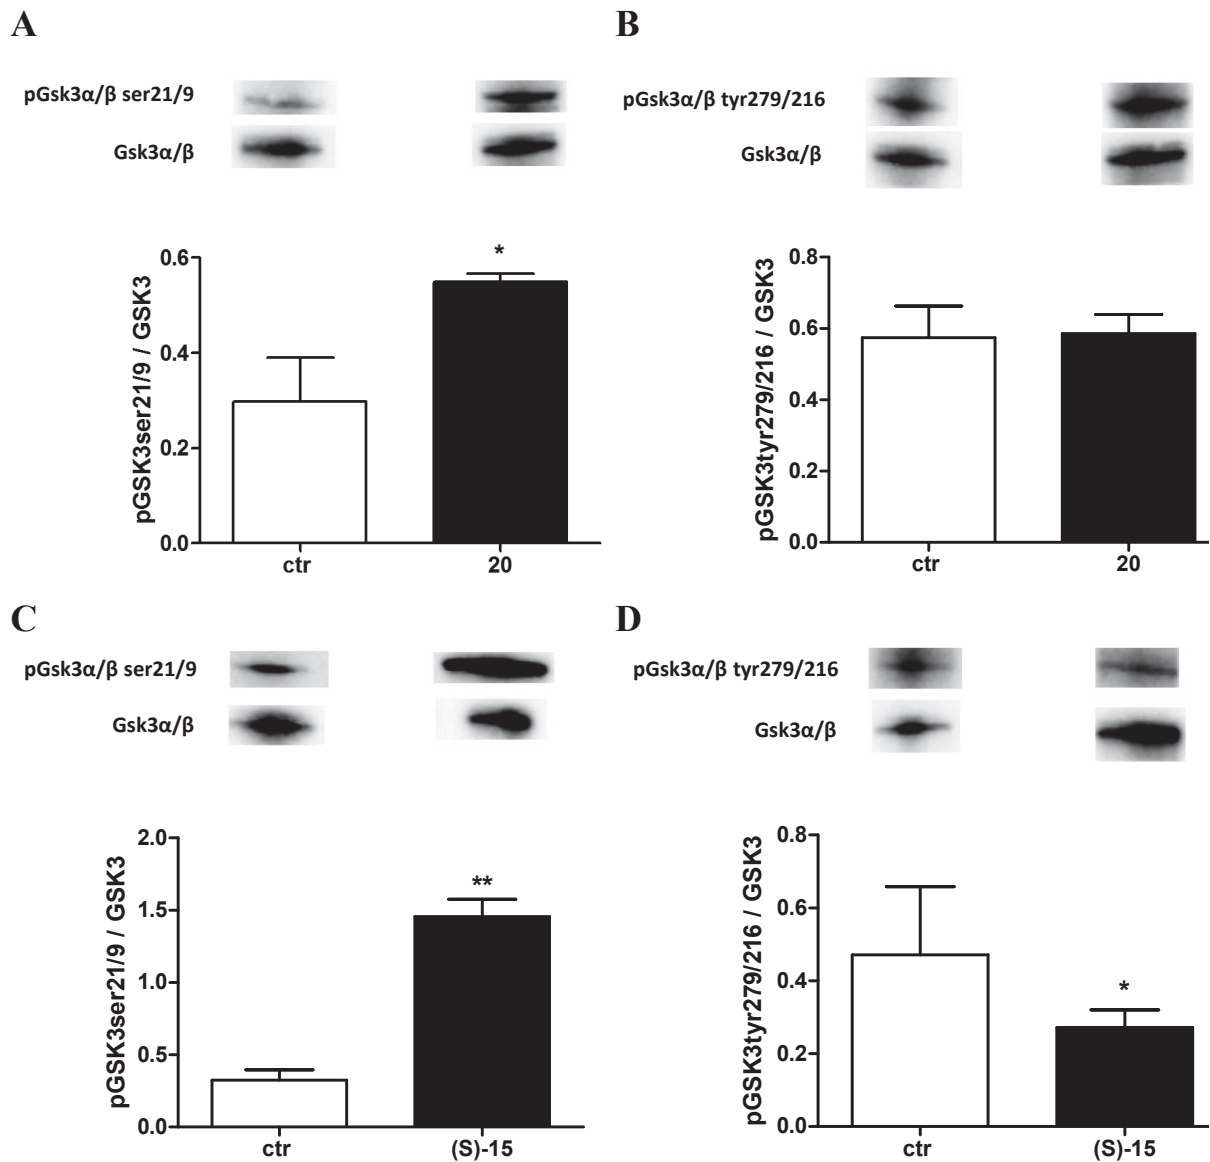 A
pGsk3α/β ser21/9
Gsk3α/β
pGSK3ser21/9 / GSK3
0.6
0.4
0.2
0.0
*
ctr
20
B
pGsk3α/β tyr279/216
Gsk3α/β
pGSK3tyr279/216 / GSK3
0.8
0.6
0.4
0.2
0.0
ctr
20
C
pGsk3α/β ser21/9
Gsk3α/β
pGSK3ser21/9 / GSK3
2.0
1.5
1.0
0.5
0.0
**
ctr
(S)-15
D
pGsk3α/β tyr279/216
Gsk3α/β
pGSK3tyr279/216 / GSK3
0.8
0.6
0.4
0.2
0.0
*
ctr
(S)-15